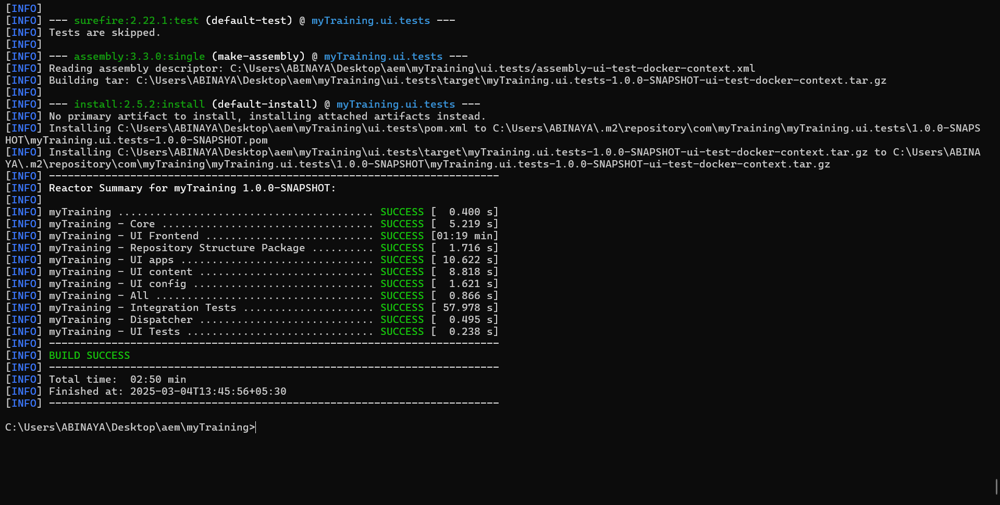 [INFO]
[INFO] --- surefire:2.22.1:test (default-test) @ myTraining.ui.tests ---
[INFO] Tests are skipped.
[INFO]
[INFO] --- assembly:3.3.0:single (make-assembly) @ myTraining.ui.tests ---
[INFO] Reading assembly descriptor: C:\Users\ABINAYA\Desktop\aem\myTraining\ui.tests/assembly-ui-test-docker-context.xml
[INFO] Building tar: C:\Users\ABINAYA\Desktop\aem\myTraining\ui.tests\target\myTraining.ui.tests-1.0.0-SNAPSHOT-ui-test-docker-context.tar.gz
[INFO]
[INFO] --- install:2.5.2:install (default-install) @ myTraining.ui.tests ---
[INFO] No primary artifact to install, installing attached artifacts instead.
[INFO] Installing C:\Users\ABINAYA\Desktop\aem\myTraining\ui.tests\pom.xml to C:\Users\ABINAYA\.m2\repository\com\myTraining\myTraining.ui.tests\1.0.0-SNAPS
HOT\myTraining.ui.tests-1.0.0-SNAPSHOT.pom
[INFO] Installing C:\Users\ABINAYA\Desktop\aem\myTraining\ui.tests\target\myTraining.ui.tests-1.0.0-SNAPSHOT-ui-test-docker-context.tar.gz to C:\Users\ABINA
YA\.m2\repository\com\myTraining\myTraining.ui.tests\1.0.0-SNAPSHOT\myTraining.ui.tests-1.0.0-SNAPSHOT-ui-test-docker-context.tar.gz
[INFO] ------------------------------------------------------------------------
[INFO] Reactor Summary for myTraining 1.0.0-SNAPSHOT:
[INFO]
[INFO] myTraining ......................................... SUCCESS [  0.400 s]
[INFO] myTraining - Core .................................. SUCCESS [  5.219 s]
[INFO] myTraining - UI Frontend ........................... SUCCESS [01:19 min]
[INFO] myTraining - Repository Structure Package .......... SUCCESS [  1.716 s]
[INFO] myTraining - UI apps ............................... SUCCESS [ 10.622 s]
[INFO] myTraining - UI content ............................ SUCCESS [  8.818 s]
[INFO] myTraining - UI config ............................. SUCCESS [  1.621 s]
[INFO] myTraining - All ................................... SUCCESS [  0.866 s]
[INFO] myTraining - Integration Tests ..................... SUCCESS [ 57.978 s]
[INFO] myTraining - Dispatcher ............................ SUCCESS [  0.495 s]
[INFO] myTraining - UI Tests .............................. SUCCESS [  0.238 s]
[INFO] ------------------------------------------------------------------------
[INFO] BUILD SUCCESS
[INFO] ------------------------------------------------------------------------
[INFO] Total time:  02:50 min
[INFO] Finished at: 2025-03-04T13:45:56+05:30
[INFO] ------------------------------------------------------------------------
C:\Users\ABINAYA\Desktop\aem\myTraining>